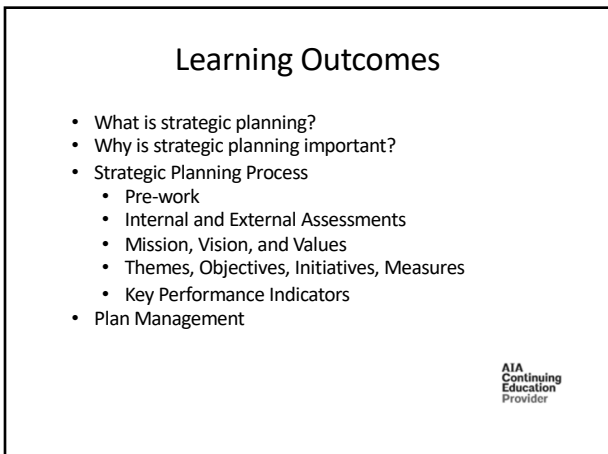 Learning Outcomes
• What is strategic planning?
• Why is strategic planning important?
• Strategic Planning Process
• Pre-work
• Internal and External Assessments
• Mission, Vision, and Values
• Themes, Objectives, Initiatives, Measures
• Key Performance Indicators
• Plan Management
AIA
Continuing
Education
Provider